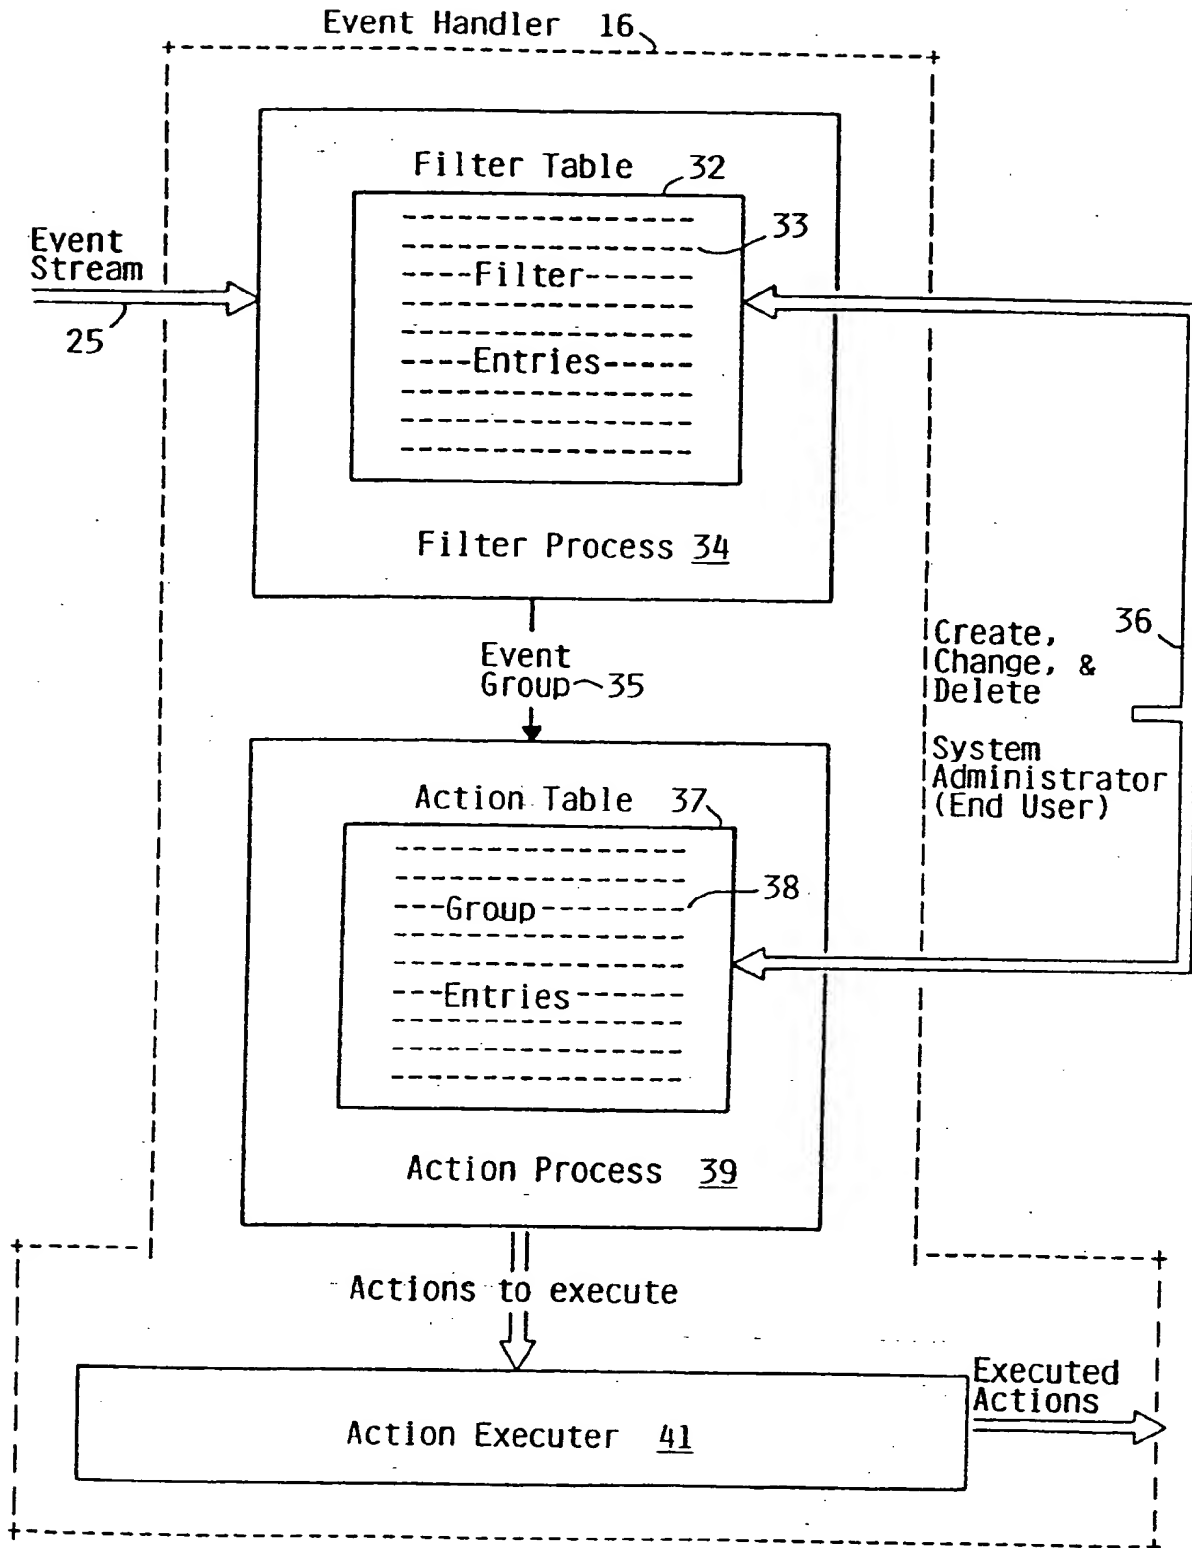 Event Handler 16
Filter Table 32
33
Filter
Entries
Event
Stream
25
Filter Process 34
Event
Group 35
Create,
Change, &
Delete
36
System
Administrator
(End User)
Action Table 37
Group
38
Entries
Action Process 39
Actions to execute
Action Executer 41
Executed
Actions